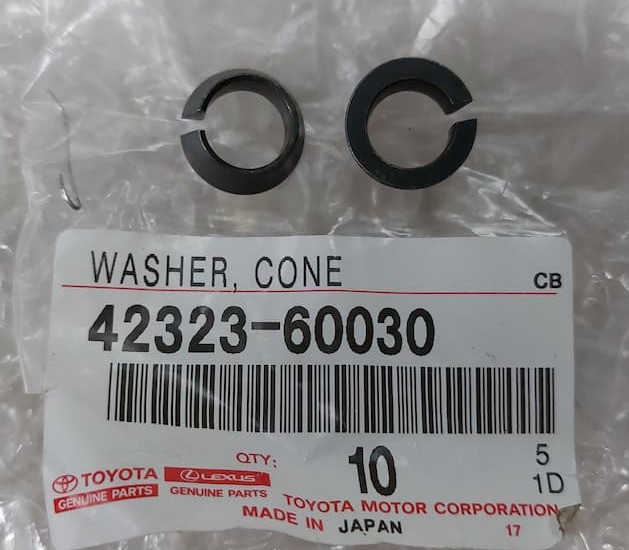 WASHER, CONE CB
42323-60030
QTY: 10 5
1D
TOYOTA LEXUS
GENUINE PARTS GENUINE PARTS
TOYOTA MOTOR CORPORATION
MADE IN JAPAN 17